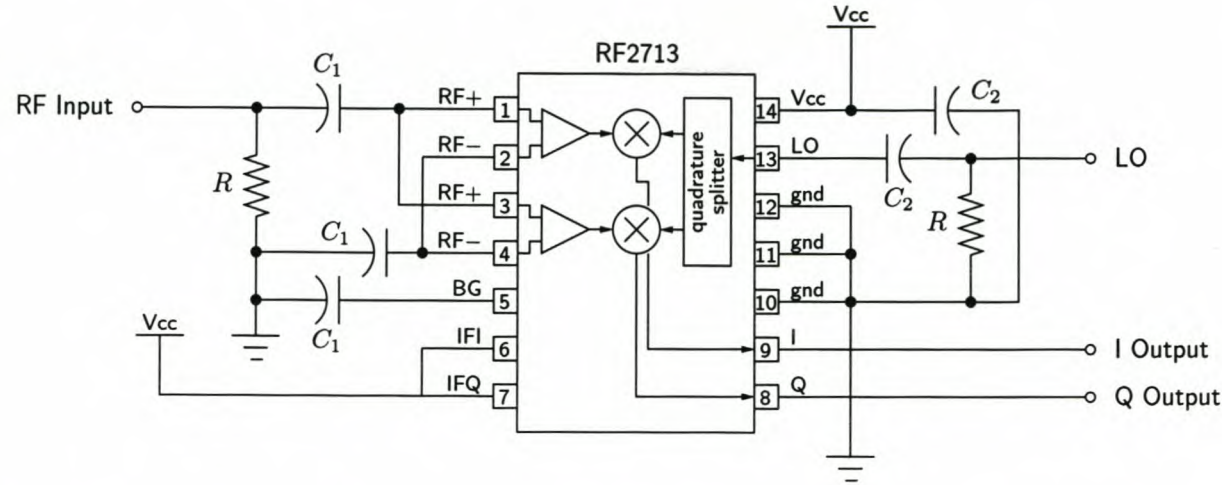 Vcc
RF2713
C₁
C₂
RF+
1
14
Vcc
RF Input
RF−
2
13
LO
LO
R
C₂
quadrature
splitter
RF+
3
12
gnd
R
C₁
RF−
4
11
gnd
BG
5
10
gnd
Vcc
C₁
IFI
6
9
I
I Output
IFQ
7
8
Q
Q Output